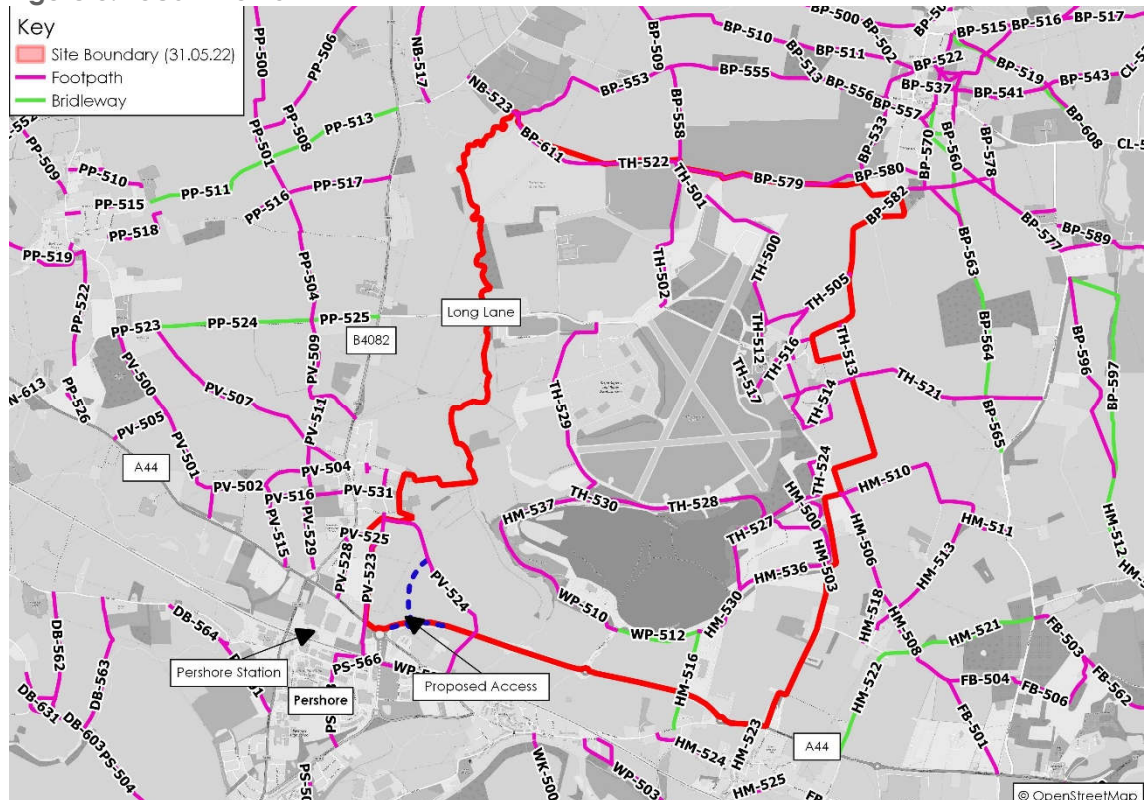 Key
Site Boundary (31.05.22)
Footpath
Bridleway
PP-500
PP-506
NB-517
BP-509
BP-500
BP-510
BP-511
BP-502
BP-515
BP-516
BP-517
BP-513
BP-522
BP-519
BP-543
BP-537
BP-541
BP-608
NB-523
BP-553
BP-555
BP-556
BP-557
BP-533
BP-570
BP-560
BP-578
PP-508
PP-513
PP-501
BP-611
BP-558
TH-522
BP-579
BP-580
BP-582
PP-509
PP-510
PP-511
PP-515
PP-516
PP-517
PP-518
PP-519
TH-501
TH-500
TH-502
BP-577
BP-589
BP-563
PP-522
PP-504
PP-523
PP-524
PP-525
Long Lane
B4082
TH-505
TH-512
TH-516
TH-513
TH-517
TH-514
TH-521
BP-564
BP-596
BP-597
BP-565
PP-526
PV-500
PV-507
PV-509
PV-511
PV-505
PV-501
A44
PV-504
PV-502
PV-516
PV-531
TH-529
TH-530
TH-528
TH-527
TH-524
HM-537
HM-500
HM-510
HM-511
HM-512
PV-515
PV-529
PV-528
PV-525
PV-523
PV-524
HM-503
HM-506
HM-513
HM-536
HM-530
WP-510
WP-512
HM-516
HM-518
HM-508
HM-521
HM-522
FB-503
FB-504
FB-506
FB-562
FB-501
DB-562
DB-563
DB-564
DB-631
DB-603
PS-504
Pershore Station
Pershore
PS-566
Proposed Access
HM-523
HM-524
HM-525
A44
WK-500
WP-503
© OpenStreetMap